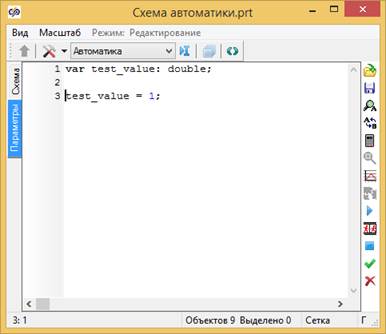 Схема автоматики.prt
Вид Масштаб Режим: Редактирование
Автоматика
Схема
Параметры
1 var test_value: double;
2
3 test_value = 1;
3: 1 Объектов 9 Выделено 0 Сетка Г